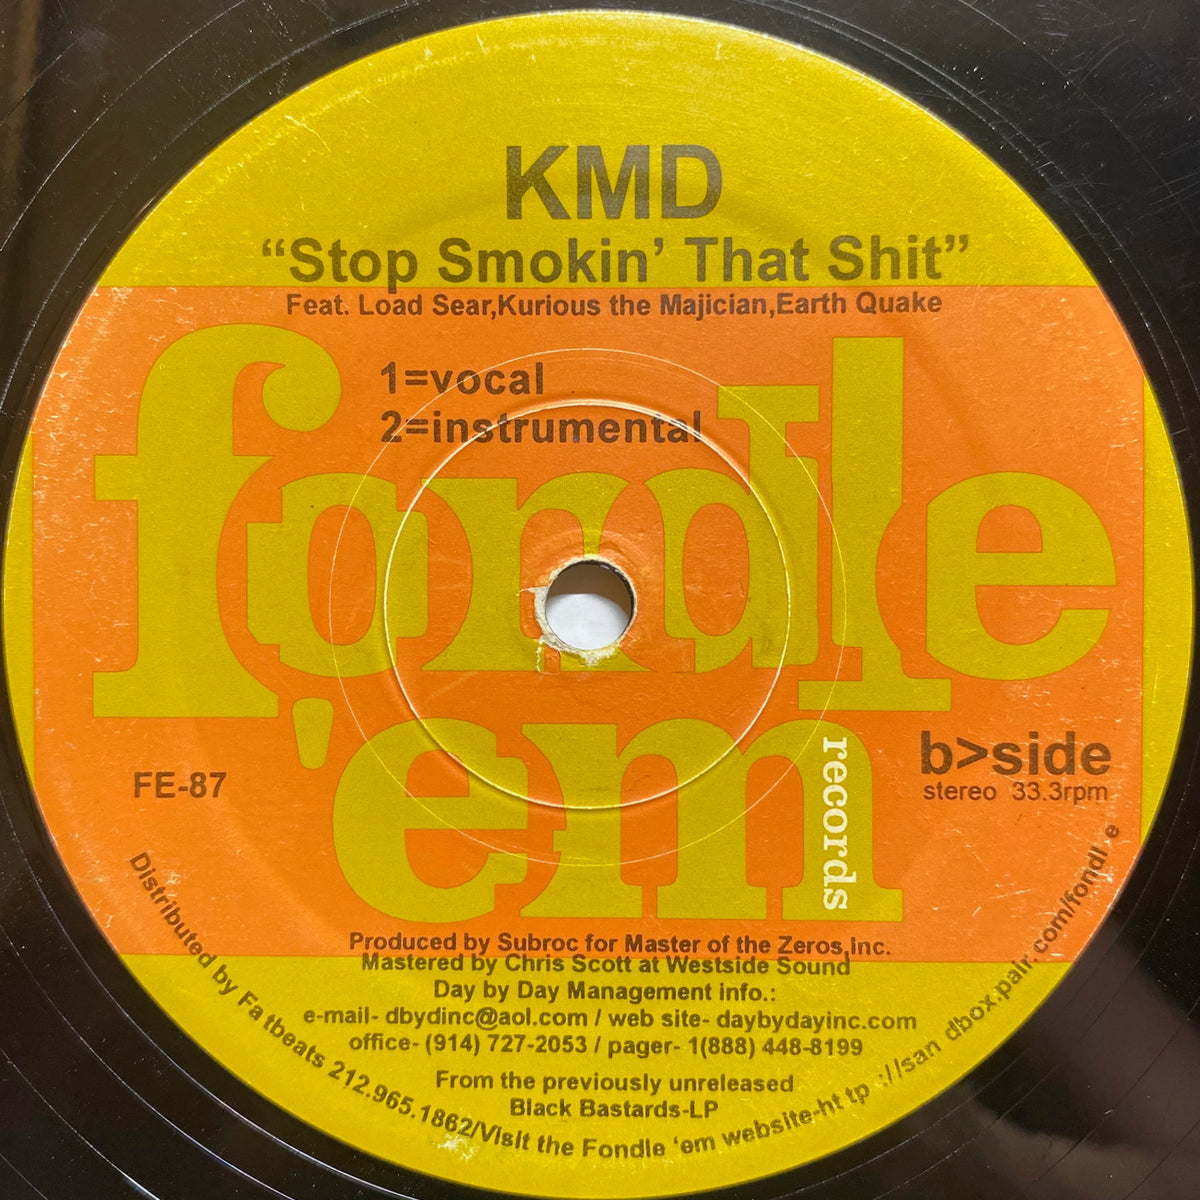 KMD
“Stop Smokin’ That Shit”
Feat. Load Sear,Kurious the Majician,Earth Quake
1=vocal
2=instrumental
fondle
'em
records
b>side
stereo 33.3rpm
FE-87
Produced by Subroc for Master of the Zeros,Inc.
Mastered by Chris Scott at Westside Sound
Day by Day Management info.:
e-mail- dbydinc@aol.com / web site- daybydayinc.com
office- (914) 727-2053 / pager- 1(888) 448-8199
From the previously unreleased
Black Bastards-LP
Distributed by Fa tbeats 212.965.1862/Visit the Fondle ‘em website-ht tp ://san dbox.pair.com/fondl e